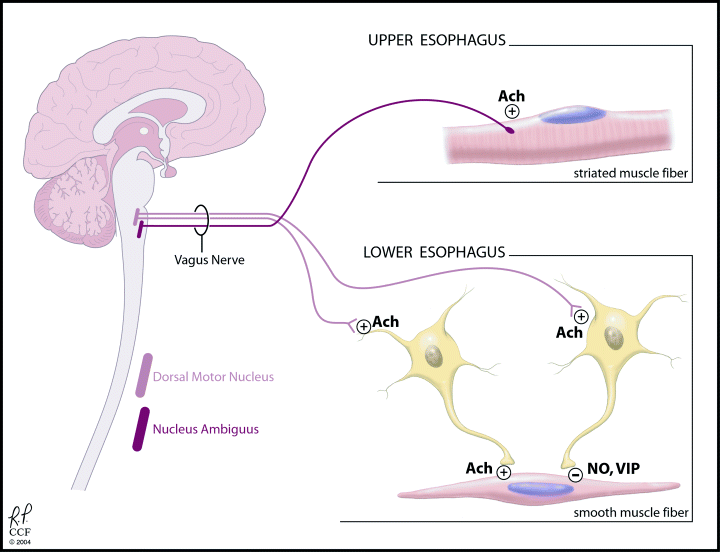 UPPER ESOPHAGUS
Ach
+
striated muscle fiber
Vagus Nerve
LOWER ESOPHAGUS
+ Ach
+
Ach
Dorsal Motor Nucleus
Nucleus Ambiguus
Ach +
− NO, VIP
smooth muscle fiber
CCF
© 2004